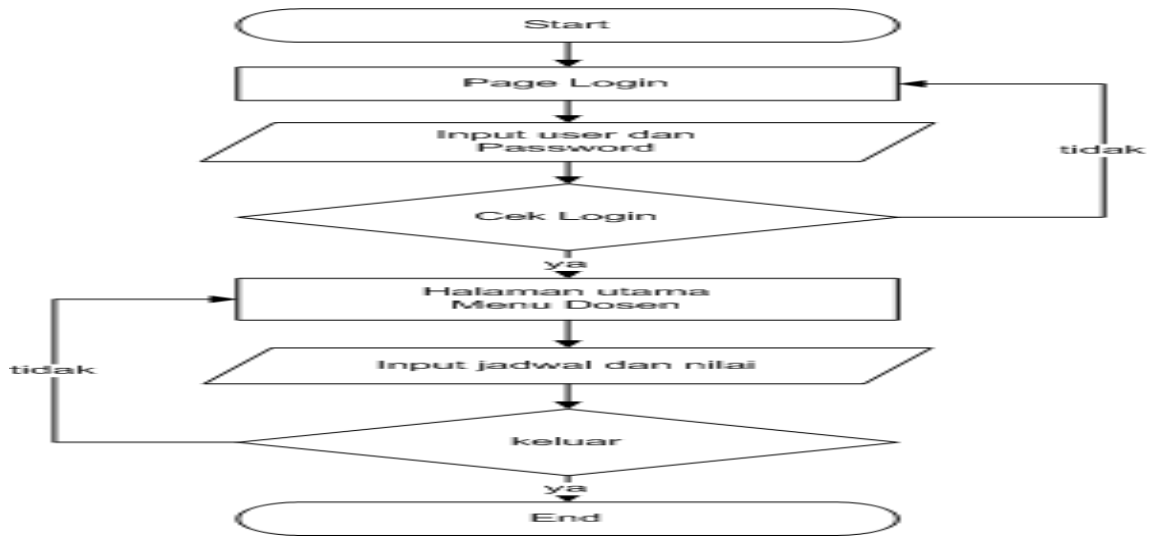 Start
Page Login
Input user dan
Password
tidak
Cek Login
ya
Halaman utama
Menu Dosen
Input jadwal dan nilai
tidak
keluar
ya
End